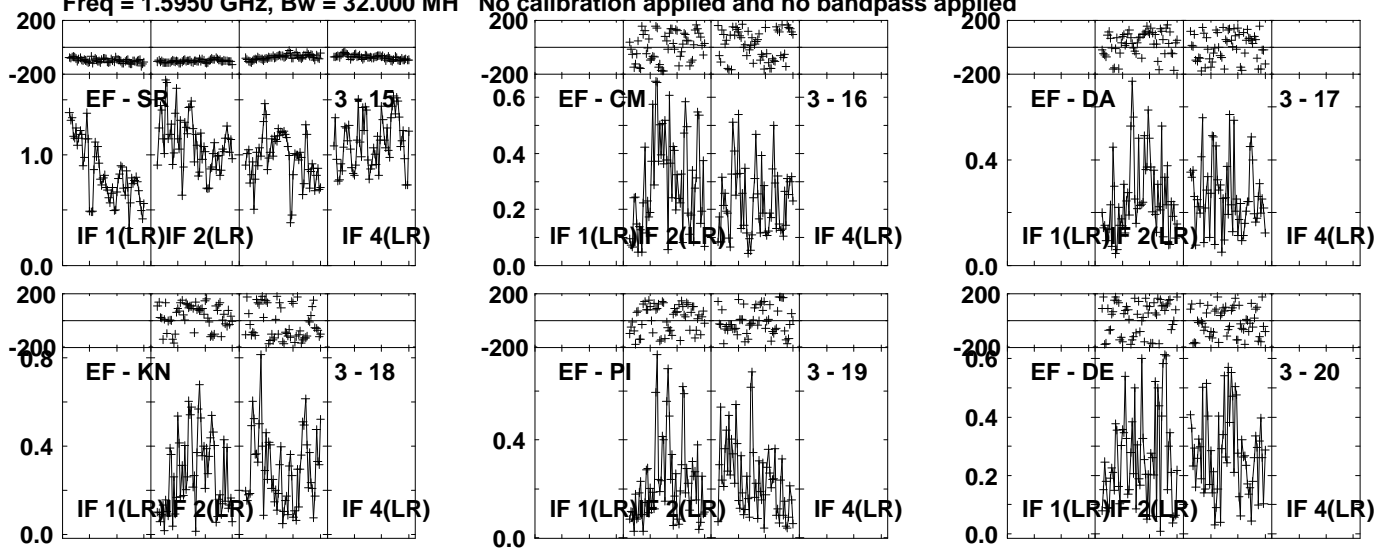 Freq = 1.5950 GHz, Bw = 32.000 MH No calibration applied and no bandpass applied
200
-200
EF - SR 3 - 15
1.0
IF 1(LR) IF 2(LR) IF 4(LR)
0.0
200
-200
EF - CM 3 - 16
0.6
0.4
0.2
IF 1(LR) IF 2(LR) IF 4(LR)
0.0
200
-200
EF - DA 3 - 17
0.4
IF 1(LR) IF 2(LR) IF 4(LR)
0.0
200
-200
0.8
EF - KN 3 - 18
0.4
IF 1(LR) IF 2(LR) IF 4(LR)
0.0
200
-200
EF - PI 3 - 19
0.4
IF 1(LR) IF 2(LR) IF 4(LR)
0.0
200
-200
0.6
EF - DE 3 - 20
0.4
0.2
IF 1(LR) IF 2(LR) IF 4(LR)
0.0